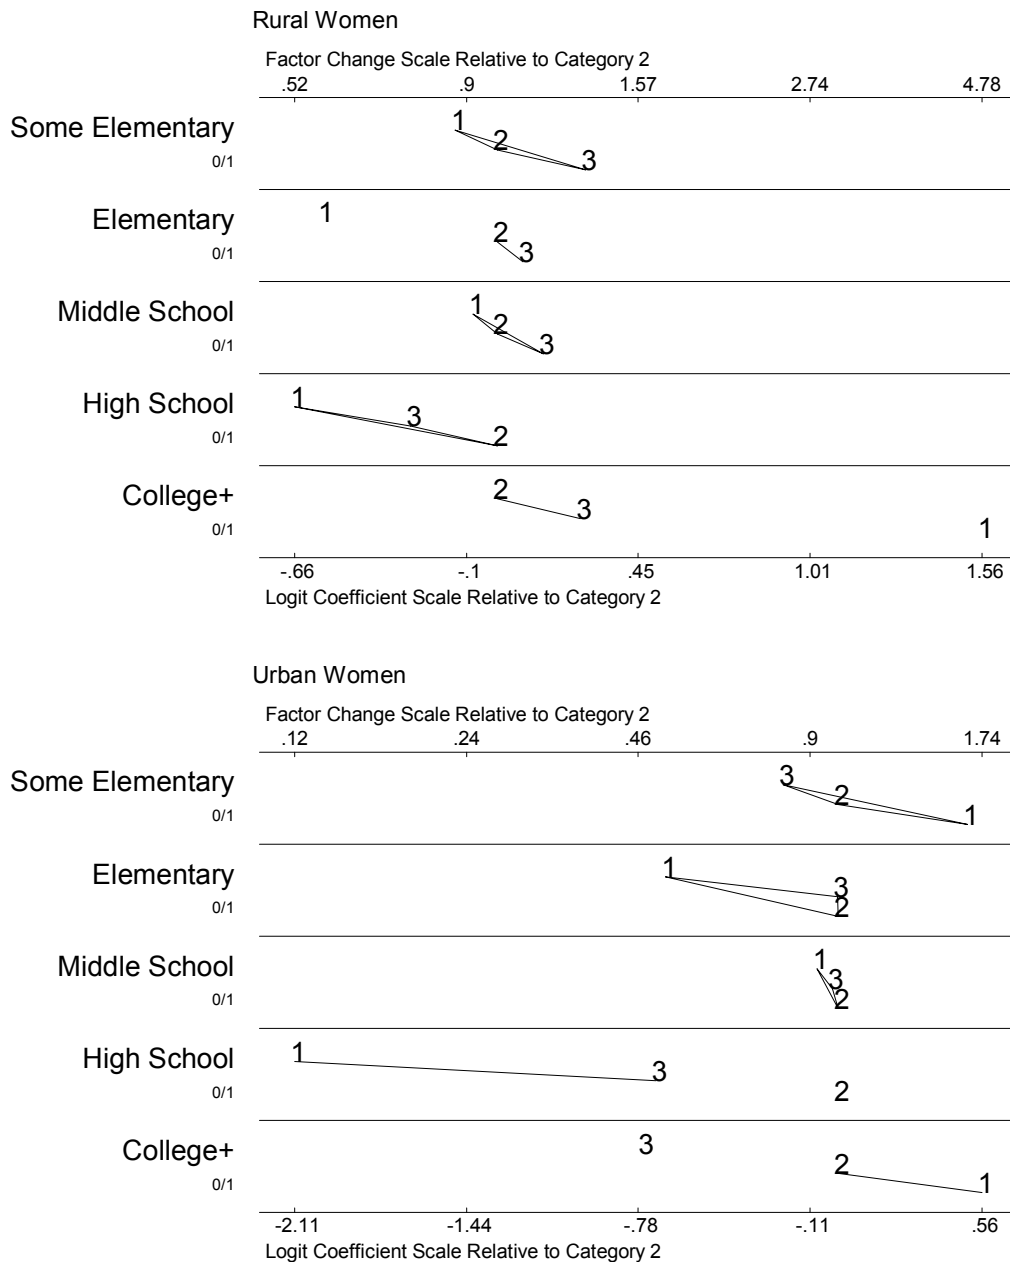 Rural Women
Factor Change Scale Relative to Category 2
.52 .9 1.57 2.74 4.78
Some Elementary
0/1
1
2
3
Elementary
0/1
1
2
3
Middle School
0/1
1
2
3
High School
0/1
1
3
2
College+
0/1
2
3
1
-.66 -.1 .45 1.01 1.56
Logit Coefficient Scale Relative to Category 2
Urban Women
Factor Change Scale Relative to Category 2
.12 .24 .46 .9 1.74
Some Elementary
0/1
3
2
1
Elementary
0/1
1
3
2
Middle School
0/1
1
3
2
High School
0/1
1
3
2
College+
0/1
3
2
1
-2.11 -1.44 -.78 -.11 .56
Logit Coefficient Scale Relative to Category 2